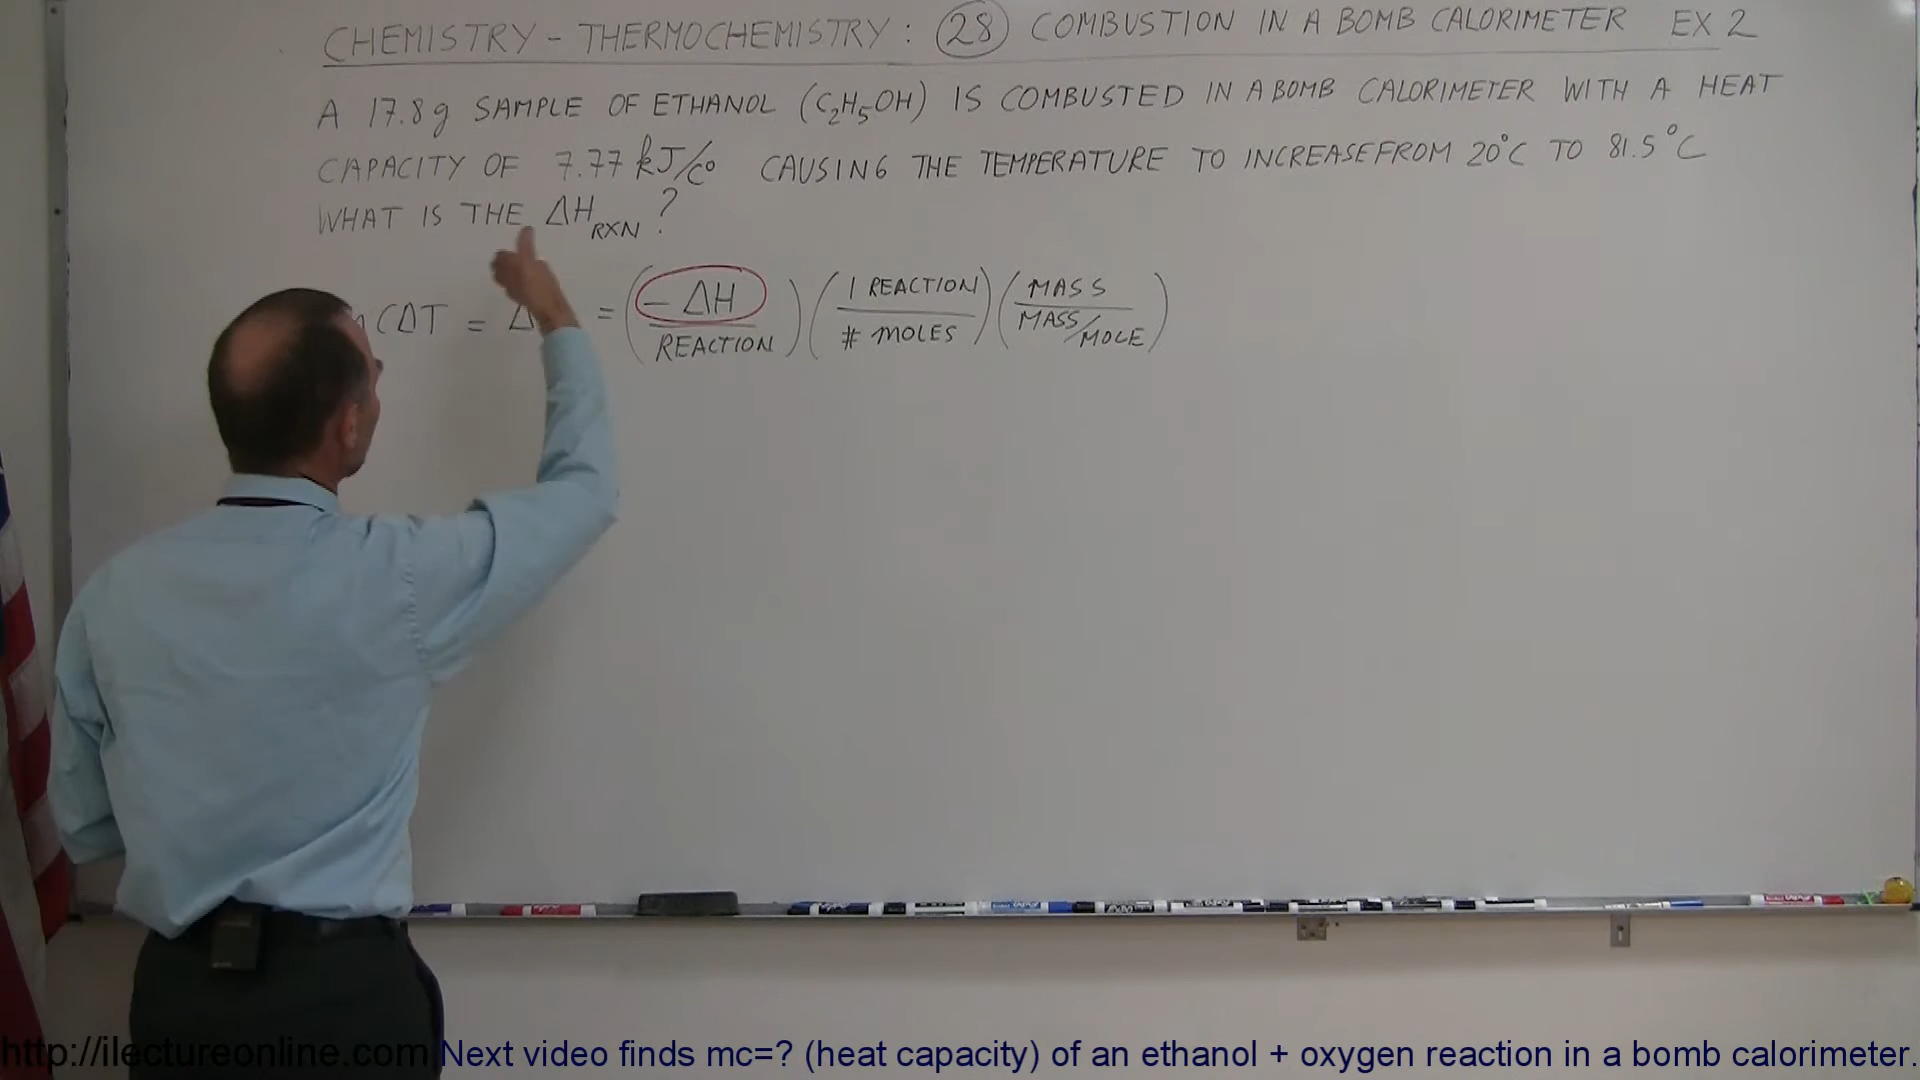 CHEMISTRY - THERMOCHEMISTRY: 28 COMBUSTION IN A BOMB CALORIMETER EX 2
A 17.8g SAMPLE OF ETHANOL (C₂H₅OH) IS COMBUSTED IN A BOMB CALORIMETER WITH A HEAT
CAPACITY OF 7.77 kJ/C° CAUSING THE TEMPERATURE TO INCREASE FROM 20°C TO 81.5°C
WHAT IS THE ΔH RXN ?
CΔT = Δ = (- ΔH / REACTION) (1 REACTION / # MOLES) (MASS / MASS/MOLE)
http://ilectureonline.com Next video finds mc=? (heat capacity) of an ethanol + oxygen reaction in a bomb calorimeter.